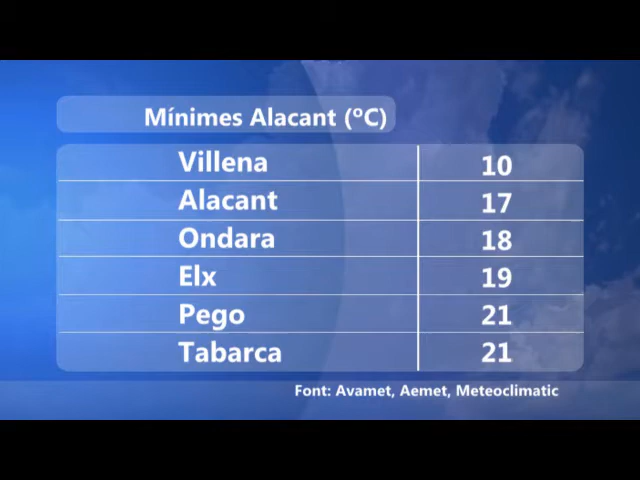 Mínimes Alacant (ºC)
Villena 10
Alacant 17
Ondara 18
Elx 19
Pego 21
Tabarca 21
Font: Avamet, Aemet, Meteoclimatic